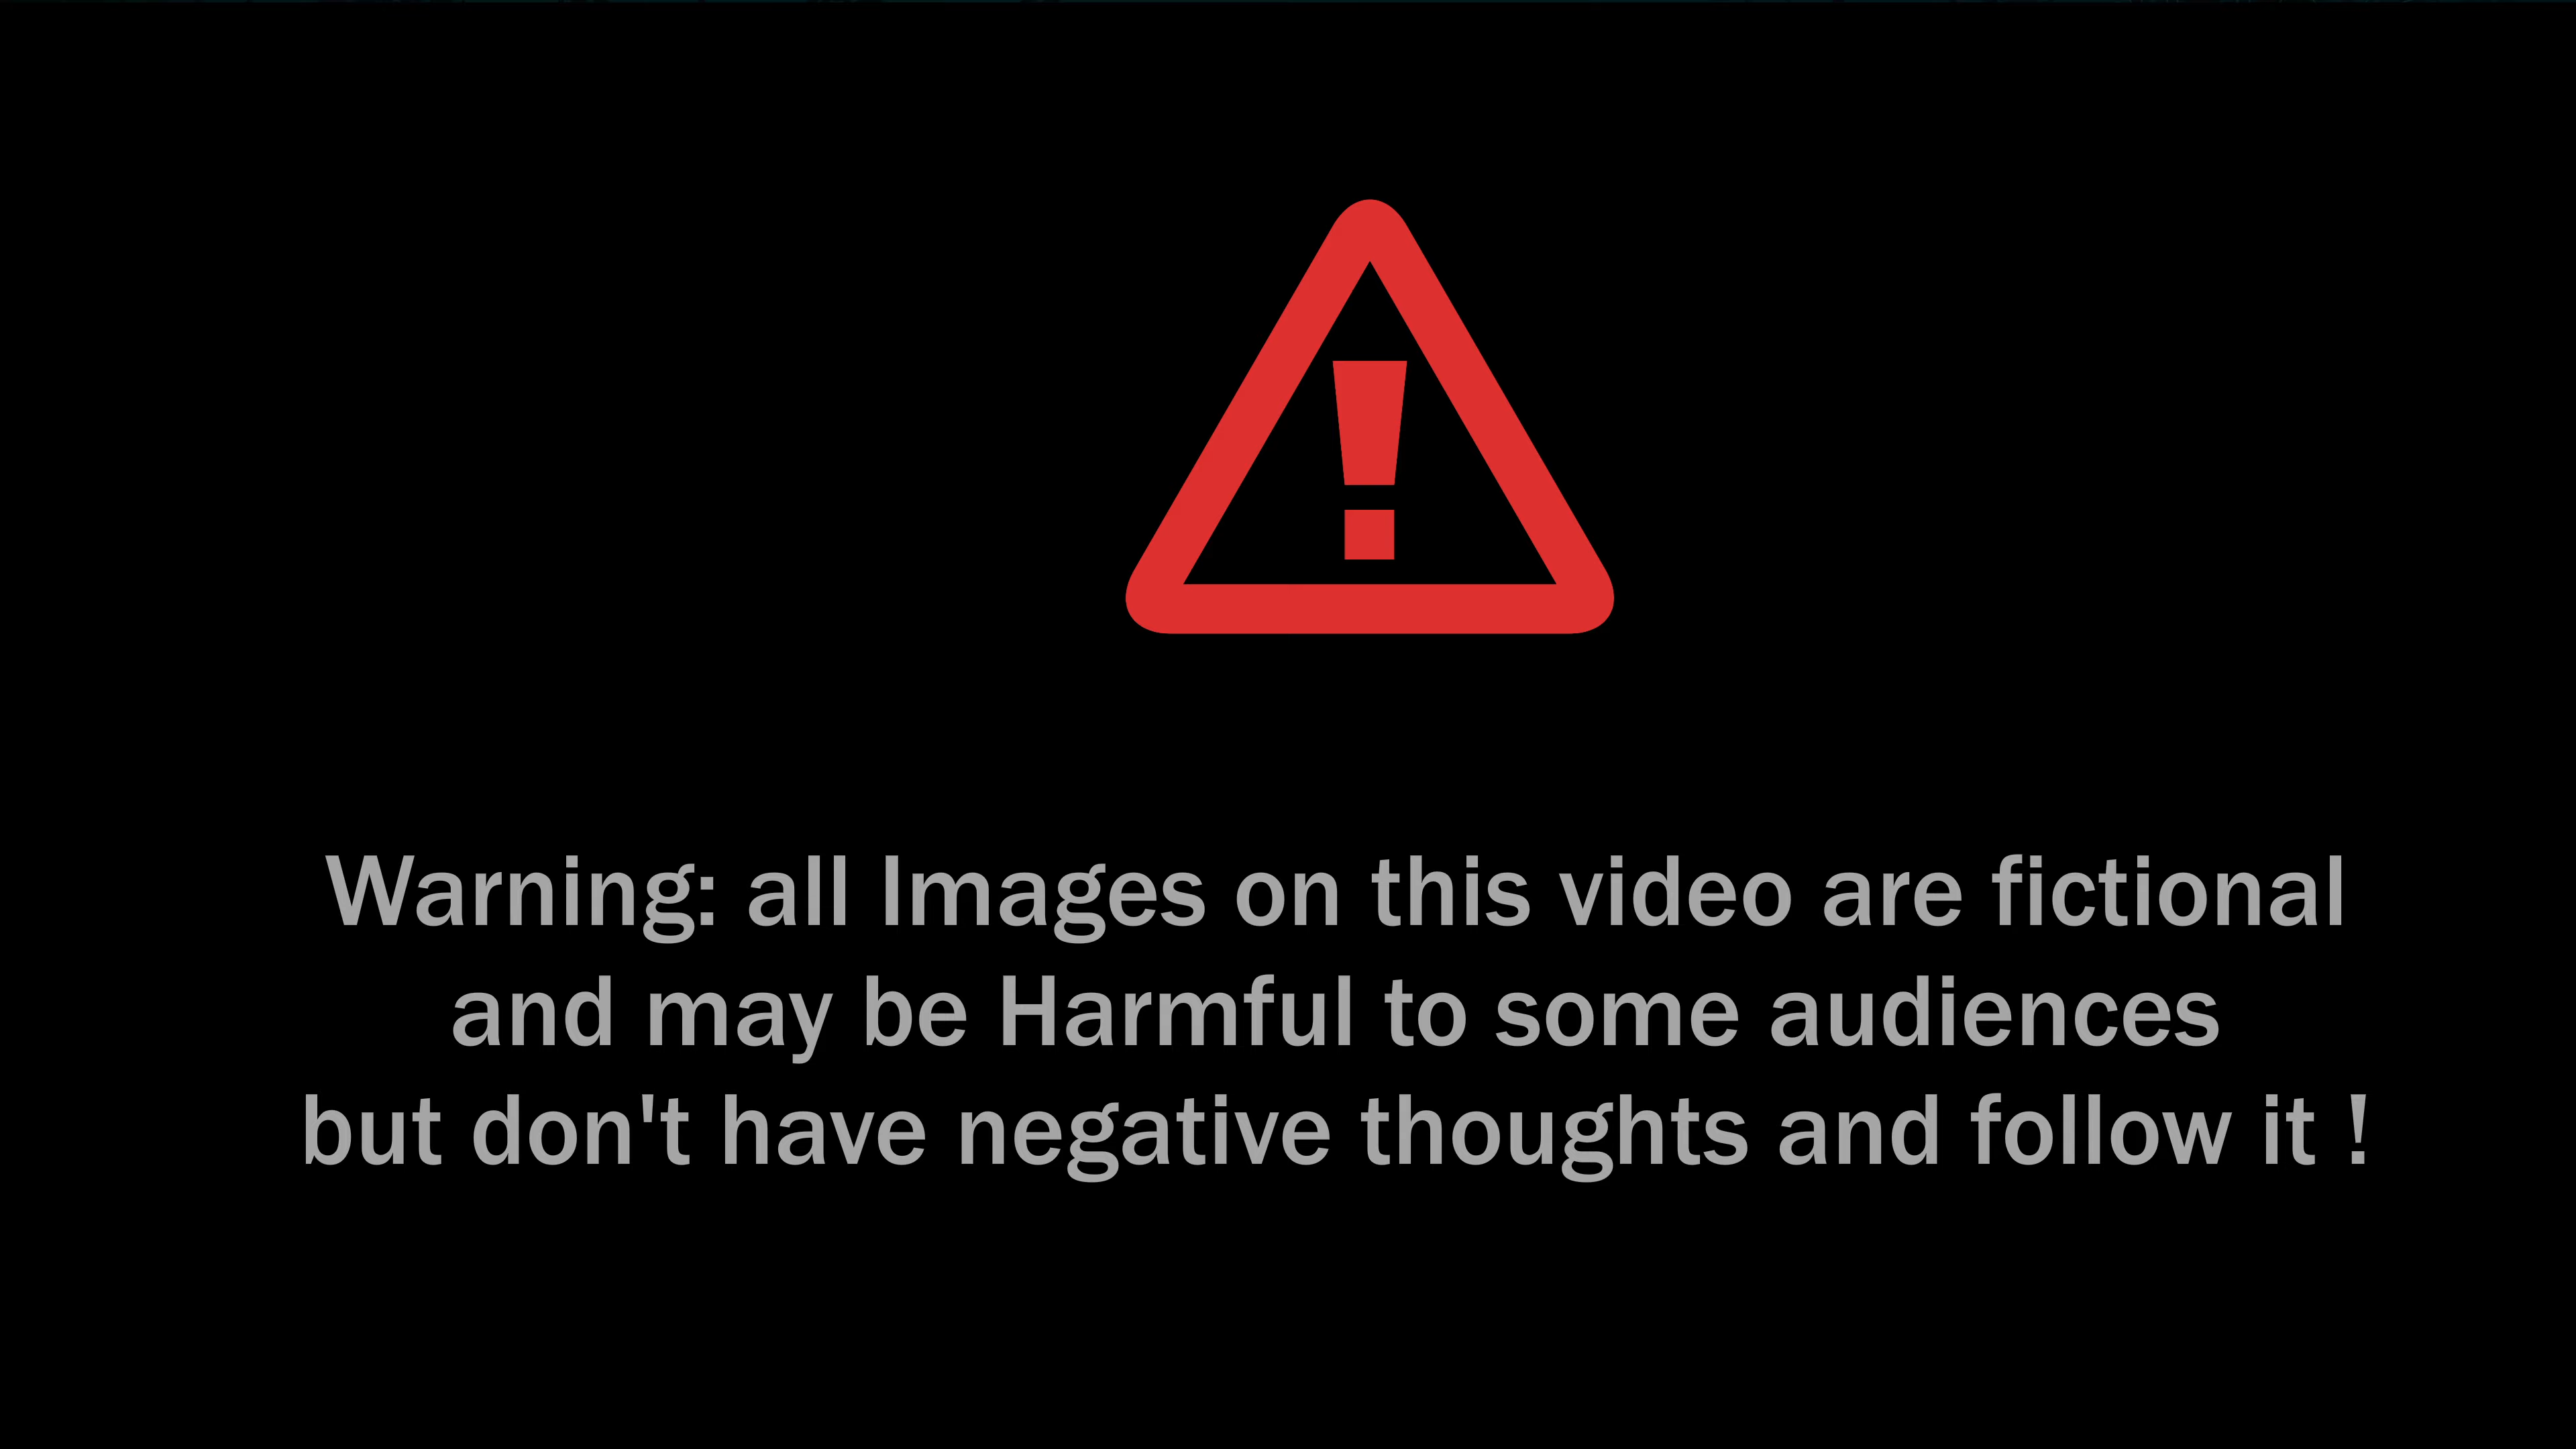 Warning: all Images on this video are fictional
and may be Harmful to some audiences
but don't have negative thoughts and follow it !